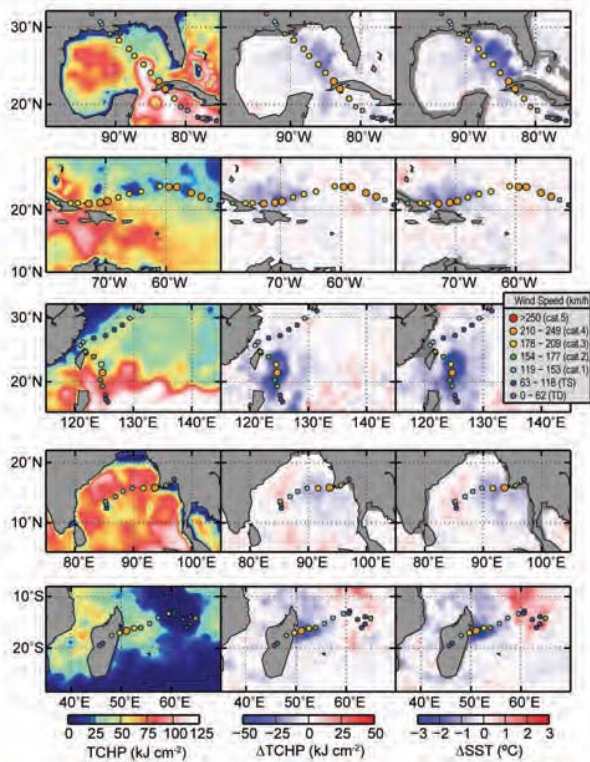 30°N
20°N
90°W 80°W 90°W 80°W 90°W 80°W
20°N
10°N
70°W 60°W 70°W 60°W 70°W 60°W
30°N
20°N
120°E 130°E 140°E 120°E 130°E 140°E 120°E 130°E 140°E
Wind Speed (km/h)
>250 (cat.5)
210 – 249 (cat.4)
178 – 209 (cat.3)
154 – 177 (cat.2)
119 – 153 (cat.1)
63 – 118 (TS)
0 – 62 (TD)
20°N
10°N
80°E 90°E 100°E 80°E 90°E 100°E 80°E 90°E 100°E
10°S
20°S
40°E 50°E 60°E 40°E 50°E 60°E 40°E 50°E 60°E
0 25 50 75 100 125 −50 −25 0 25 50 −3 −2 −1 0 1 2 3
TCHP (kJ cm⁻²) ΔTCHP (kJ cm⁻²) ΔSST (ºC)